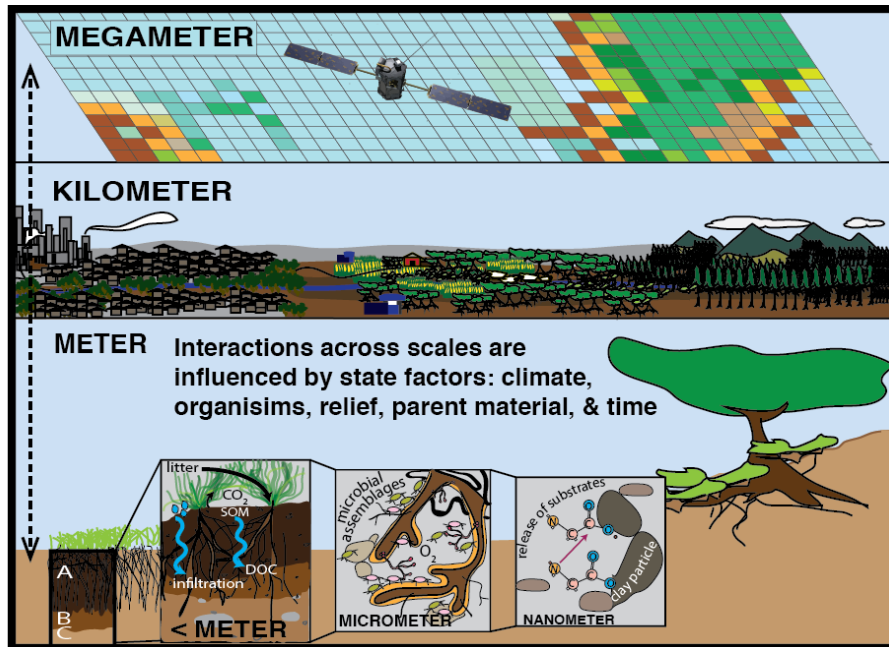 MEGAMETER
KILOMETER
METER
Interactions across scales are
influenced by state factors: climate,
organisims, relief, parent material, & time
litter
CO2
SOM
DOC
infiltration
< METER
A
B
C
microbial
assemblages
O2
MICROMETER
release of substrates
clay particle
NANOMETER